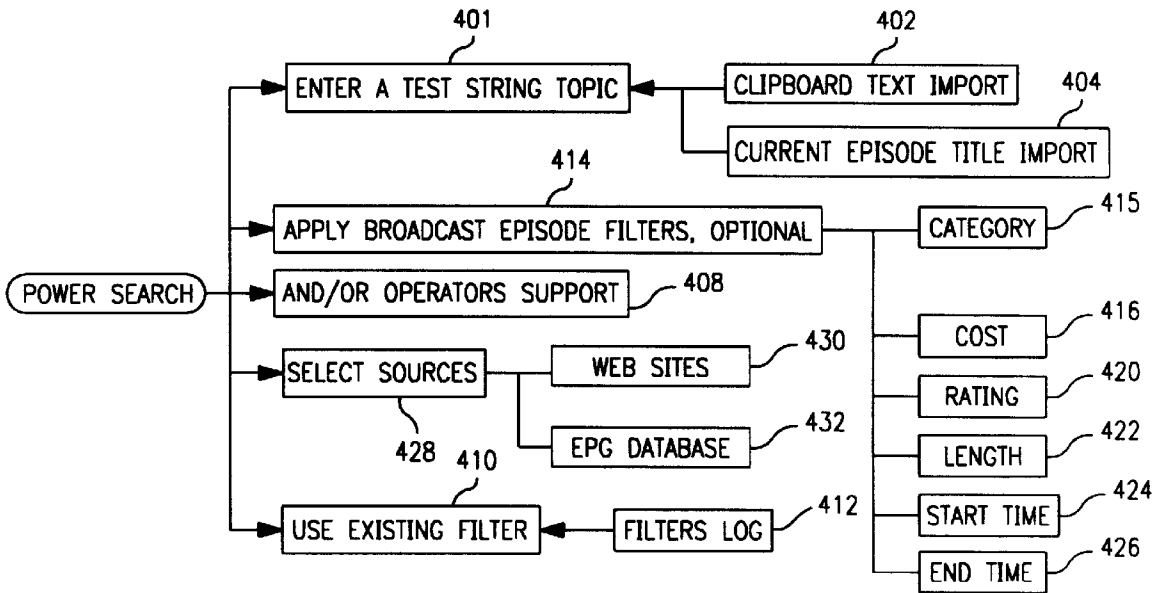 401
402
ENTER A TEST STRING TOPIC
CLIPBOARD TEXT IMPORT
404
CURRENT EPISODE TITLE IMPORT
414
APPLY BROADCAST EPISODE FILTERS, OPTIONAL
CATEGORY
415
POWER SEARCH
AND/OR OPERATORS SUPPORT
408
COST
416
SELECT SOURCES
WEB SITES
430
RATING
420
428
EPG DATABASE
432
LENGTH
422
410
USE EXISTING FILTER
FILTERS LOG
412
START TIME
424
END TIME
426